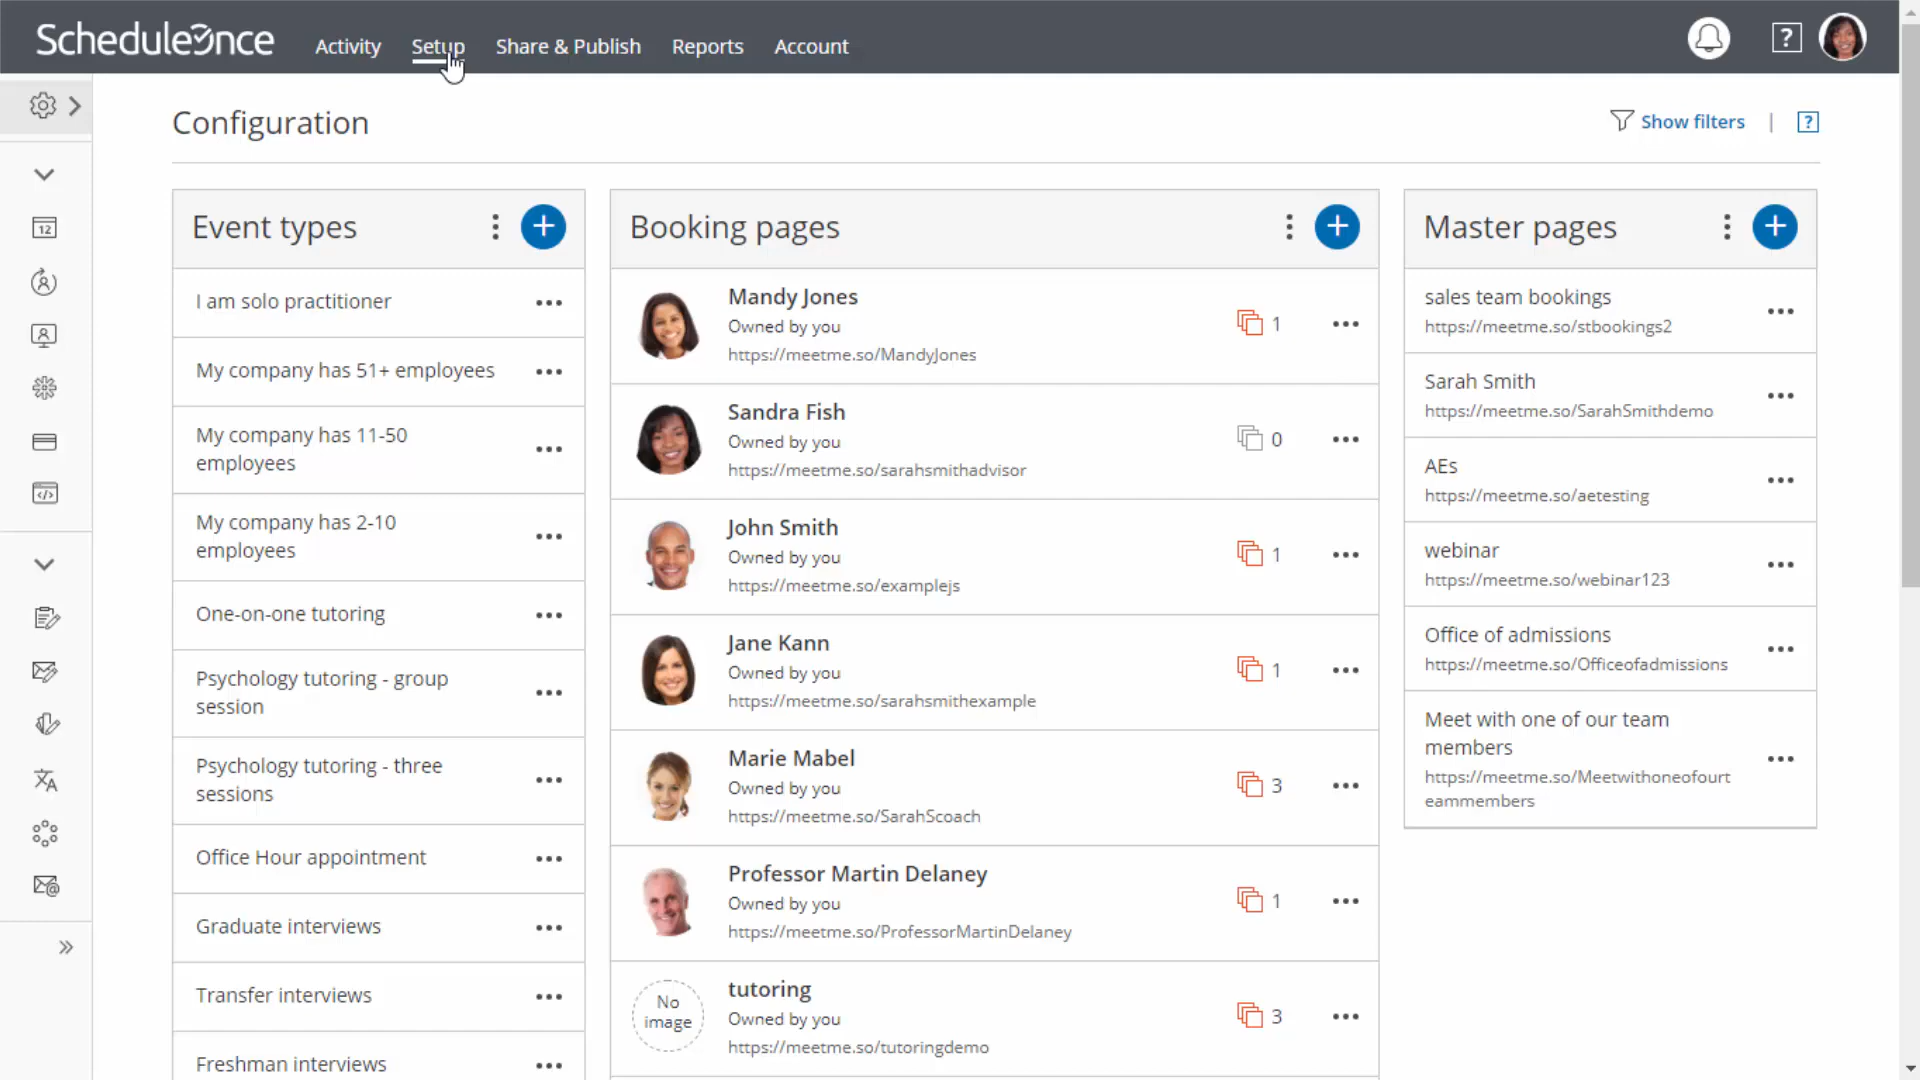 ScheduleOnce
Activity
Setup
Share & Publish
Reports
Account
?
Configuration
Show filters
|
?
Event types
I am solo practitioner
My company has 51+ employees
My company has 11-50
employees
My company has 2-10
employees
One-on-one tutoring
Psychology tutoring - group
session
Psychology tutoring - three
sessions
Office Hour appointment
Graduate interviews
Transfer interviews
Freshman interviews
Booking pages
Mandy Jones
Owned by you
https://meetme.so/MandyJones
1
Sandra Fish
Owned by you
https://meetme.so/sarahsmithadvisor
0
John Smith
Owned by you
https://meetme.so/examplejs
1
Jane Kann
Owned by you
https://meetme.so/sarahsmithexample
1
Marie Mabel
Owned by you
https://meetme.so/SarahScoach
3
Professor Martin Delaney
Owned by you
https://meetme.so/ProfessorMartinDelaney
1
No
image
tutoring
Owned by you
https://meetme.so/tutoringdemo
3
Master pages
sales team bookings
https://meetme.so/stbookings2
Sarah Smith
https://meetme.so/SarahSmithdemo
AEs
https://meetme.so/aetesting
webinar
https://meetme.so/webinar123
Office of admissions
https://meetme.so/Officeofadmissions
Meet with one of our team
members
https://meetme.so/Meetwithoneofourt
eammembers
12